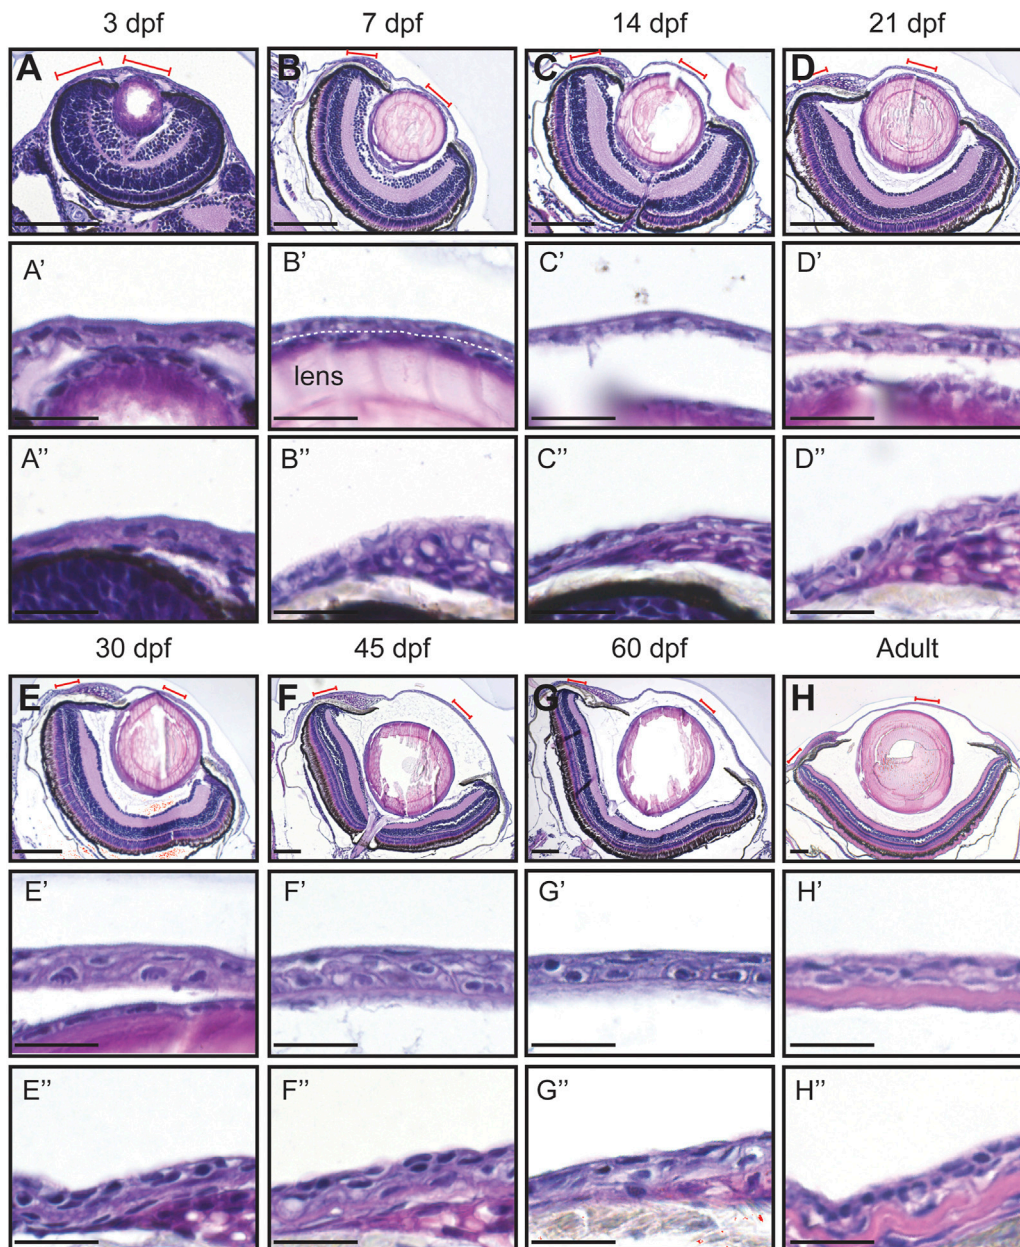 3 dpf 7 dpf 14 dpf 21 dpf
A B C D
A’ B’ C’ D’
lens
A’’ B’’ C’’ D’’
30 dpf 45 dpf 60 dpf Adult
E F G H
E’ F’ G’ H’
E’’ F’’ G’’ H’’